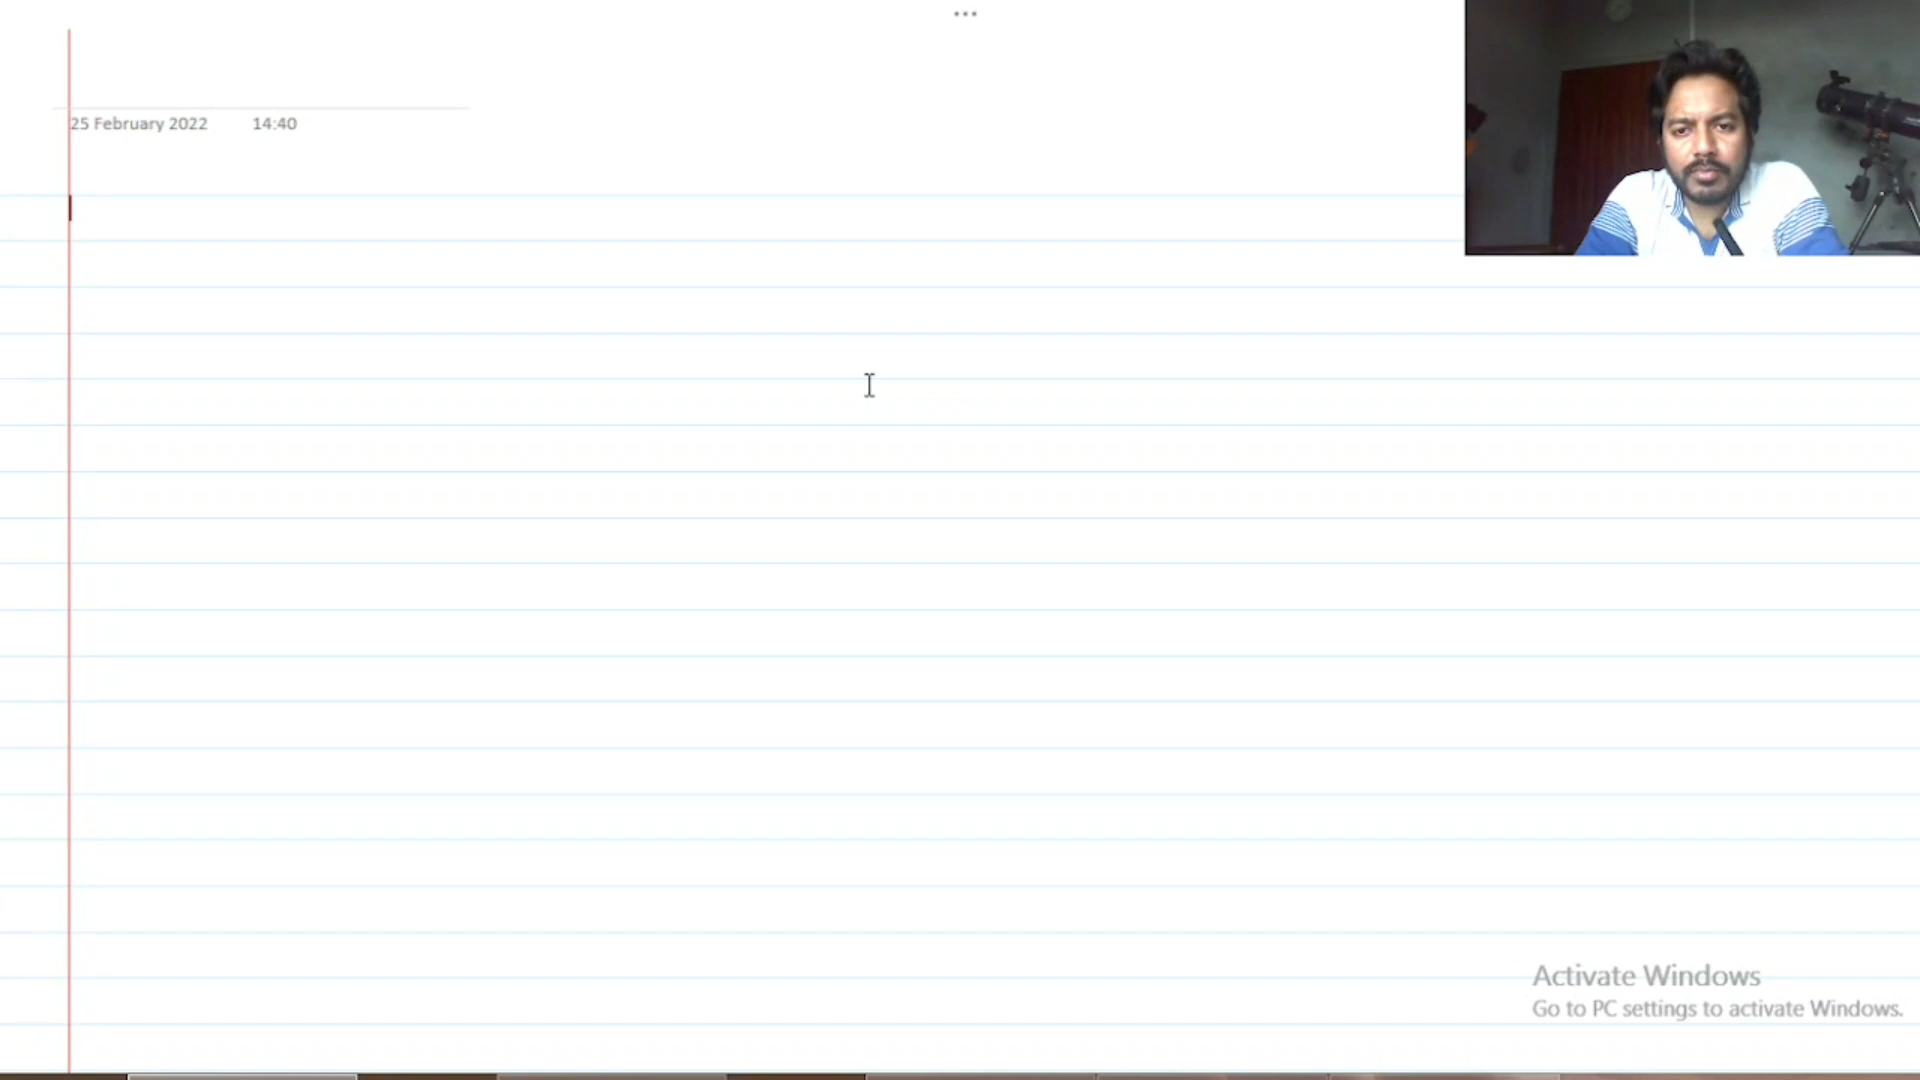 25 February 2022 14:40
Activate Windows
Go to PC settings to activate Windows.